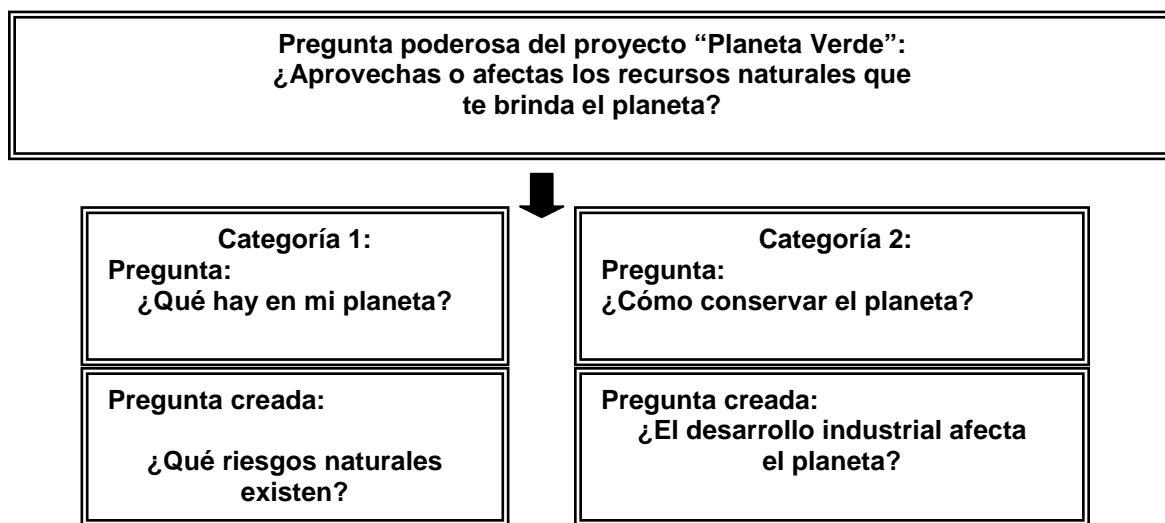 Pregunta poderosa del proyecto “Planeta Verde”:
¿Aprovechas o afectas los recursos naturales que
te brinda el planeta?
Categoría 1:
Pregunta:
¿Qué hay en mi planeta?
Pregunta creada:
¿Qué riesgos naturales
existen?
Categoría 2:
Pregunta:
¿Cómo conservar el planeta?
Pregunta creada:
¿El desarrollo industrial afecta
el planeta?